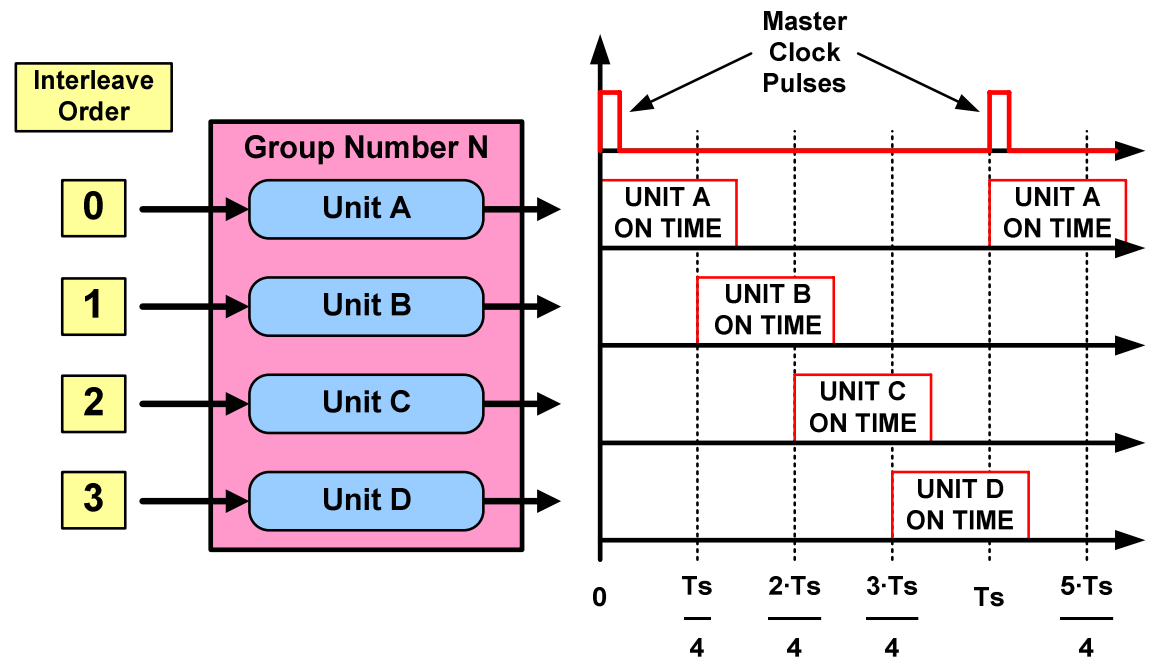 Interleave
Order
Group Number N
0
Unit A
1
Unit B
2
Unit C
3
Unit D
Master
Clock
Pulses
UNIT A
ON TIME
UNIT A
ON TIME
UNIT B
ON TIME
UNIT C
ON TIME
UNIT D
ON TIME
0
Ts
4
2·Ts
4
3·Ts
4
Ts
5·Ts
4